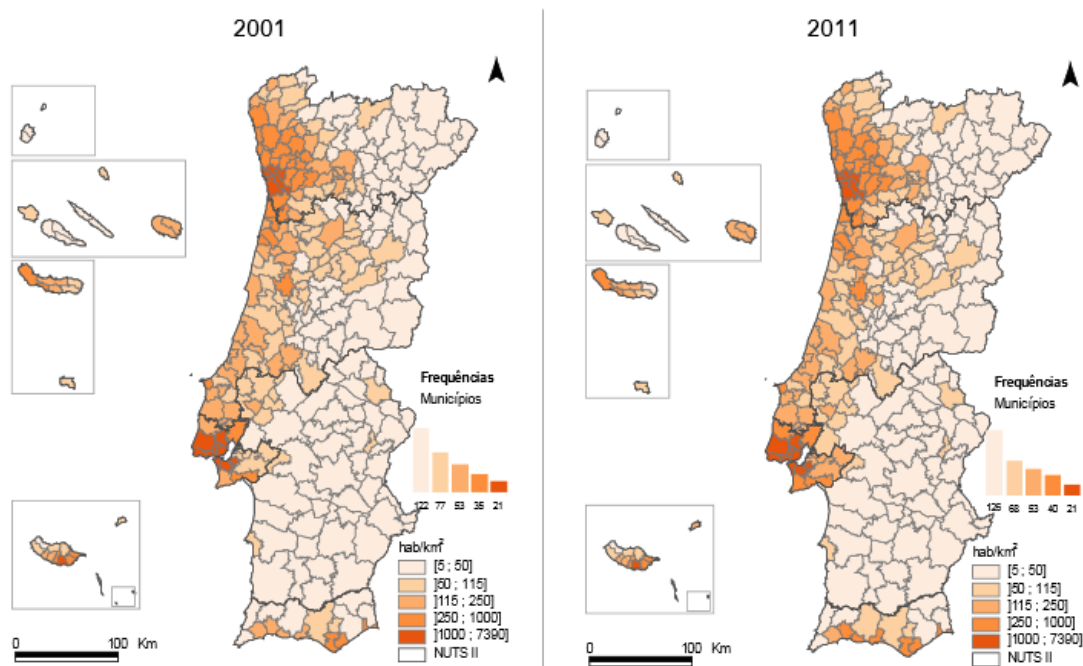 2001
Frequências
Municípios
122 77 53 35 21
hab/km²
[5 ; 50]
]50 ; 115]
]115 ; 250]
]250 ; 1000]
]1000 ; 7390]
NUTS II
0 100 Km
2011
Frequências
Municípios
126 68 53 40 21
hab/km²
[5 ; 50]
]50 ; 115]
]115 ; 250]
]250 ; 1000]
]1000 ; 7390]
NUTS II
0 100 Km